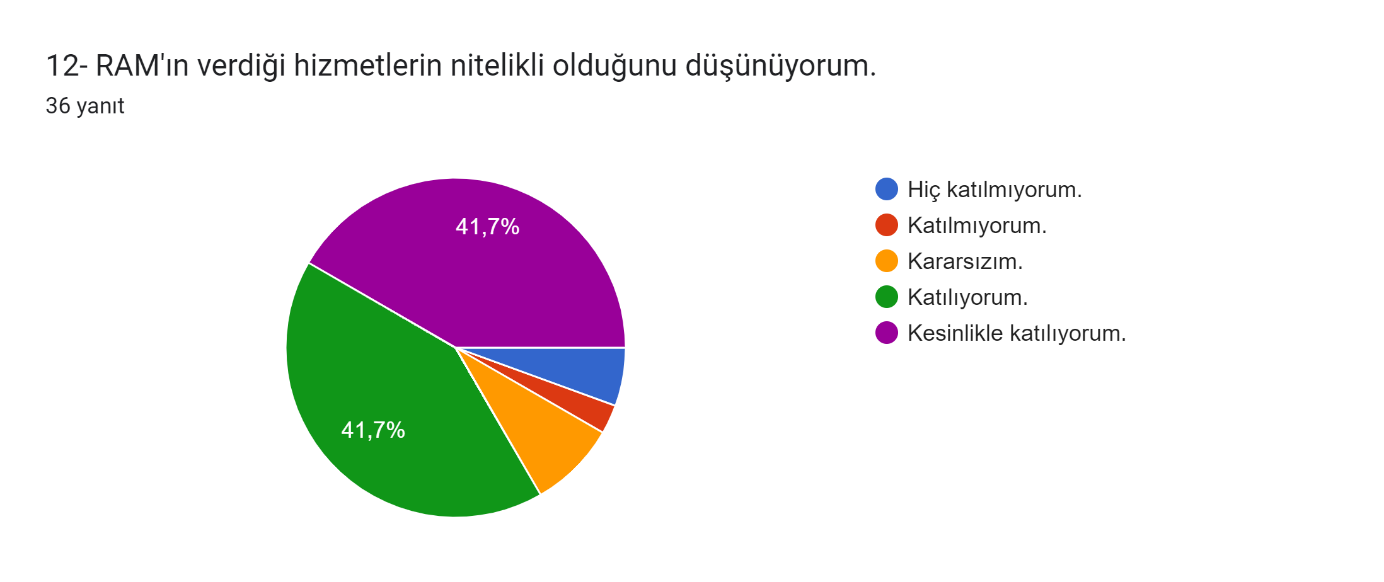 12- RAM'ın verdiği hizmetlerin nitelikli olduğunu düşünüyorum.
36 yanıt
41,7%
41,7%
Hiç katılmıyorum.
Katılmıyorum.
Kararsızım.
Katılıyorum.
Kesinlikle katılıyorum.